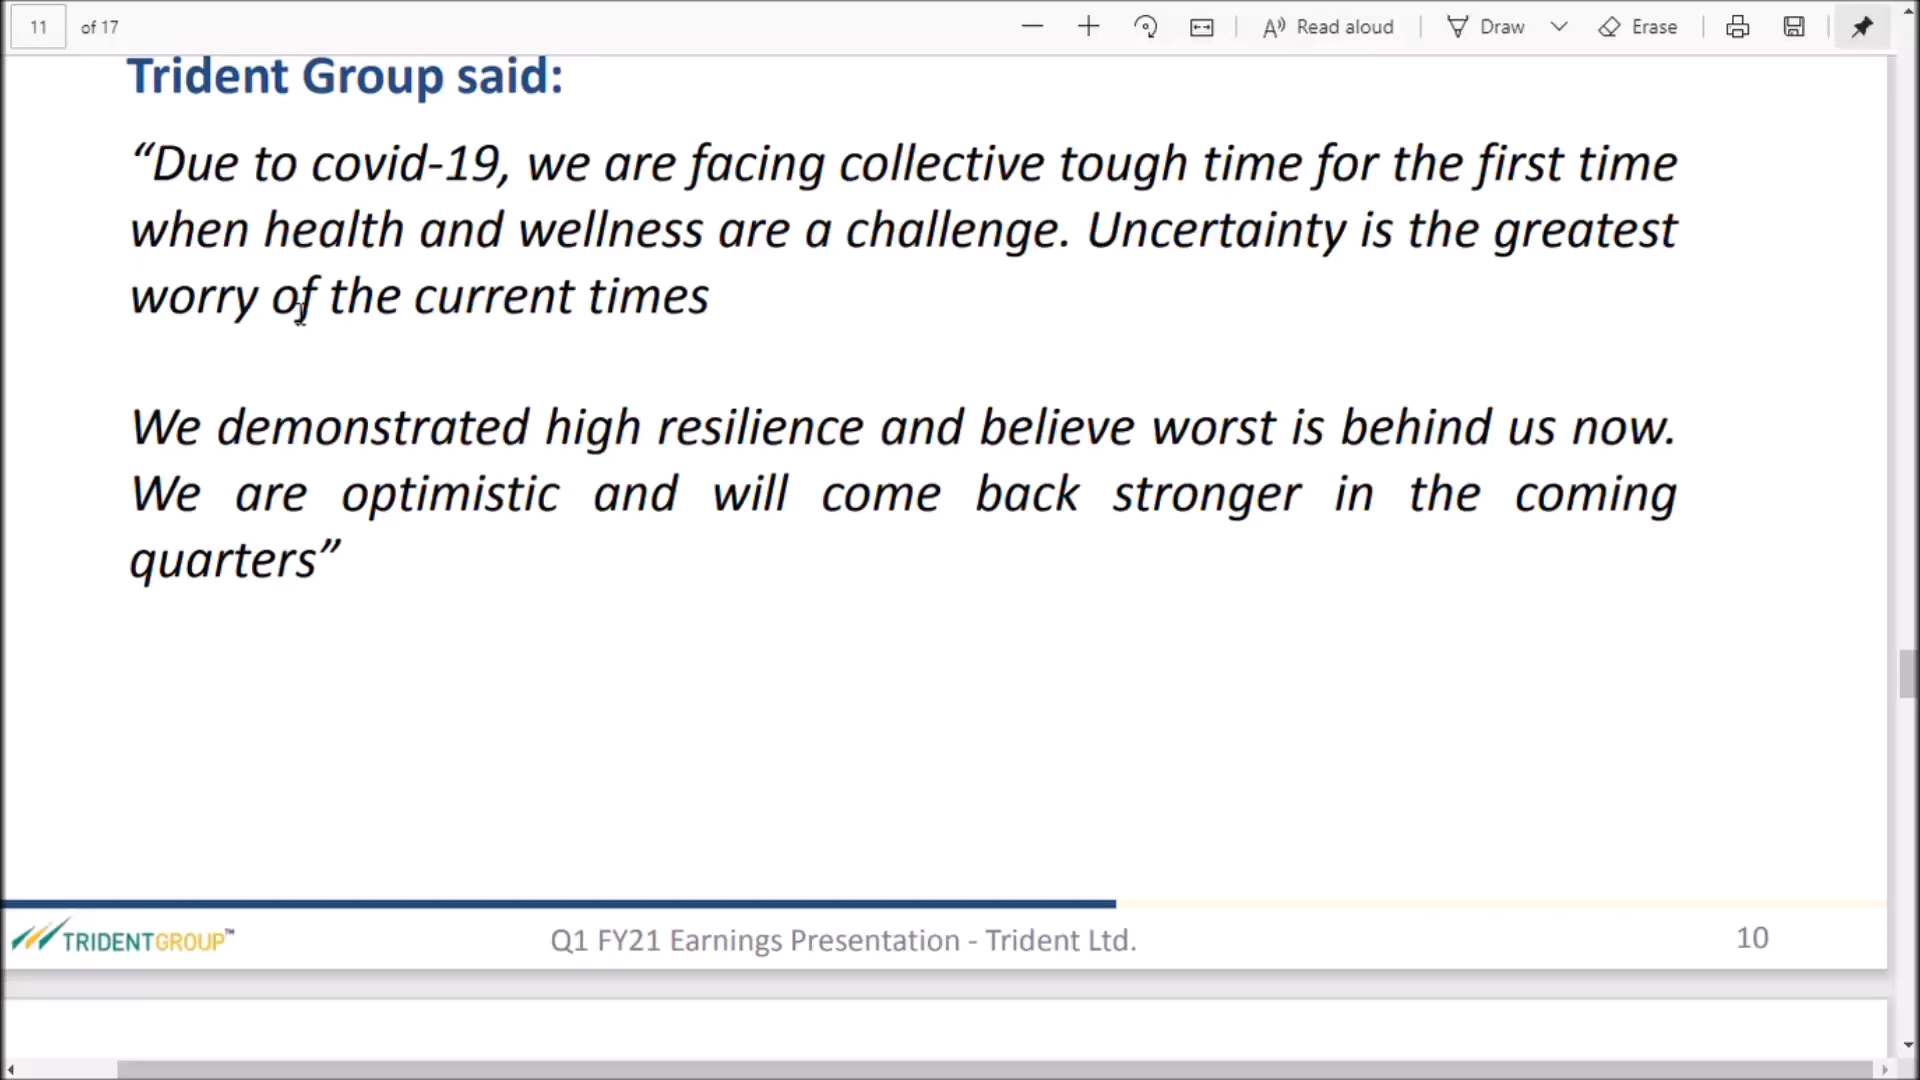 11 of 17 Read aloud Draw Erase
Trident Group said:
“Due to covid-19, we are facing collective tough time for the first time
when health and wellness are a challenge. Uncertainty is the greatest
worry of the current times
We demonstrated high resilience and believe worst is behind us now.
We are optimistic and will come back stronger in the coming
quarters”
TRIDENTGROUP™ Q1 FY21 Earnings Presentation - Trident Ltd. 10